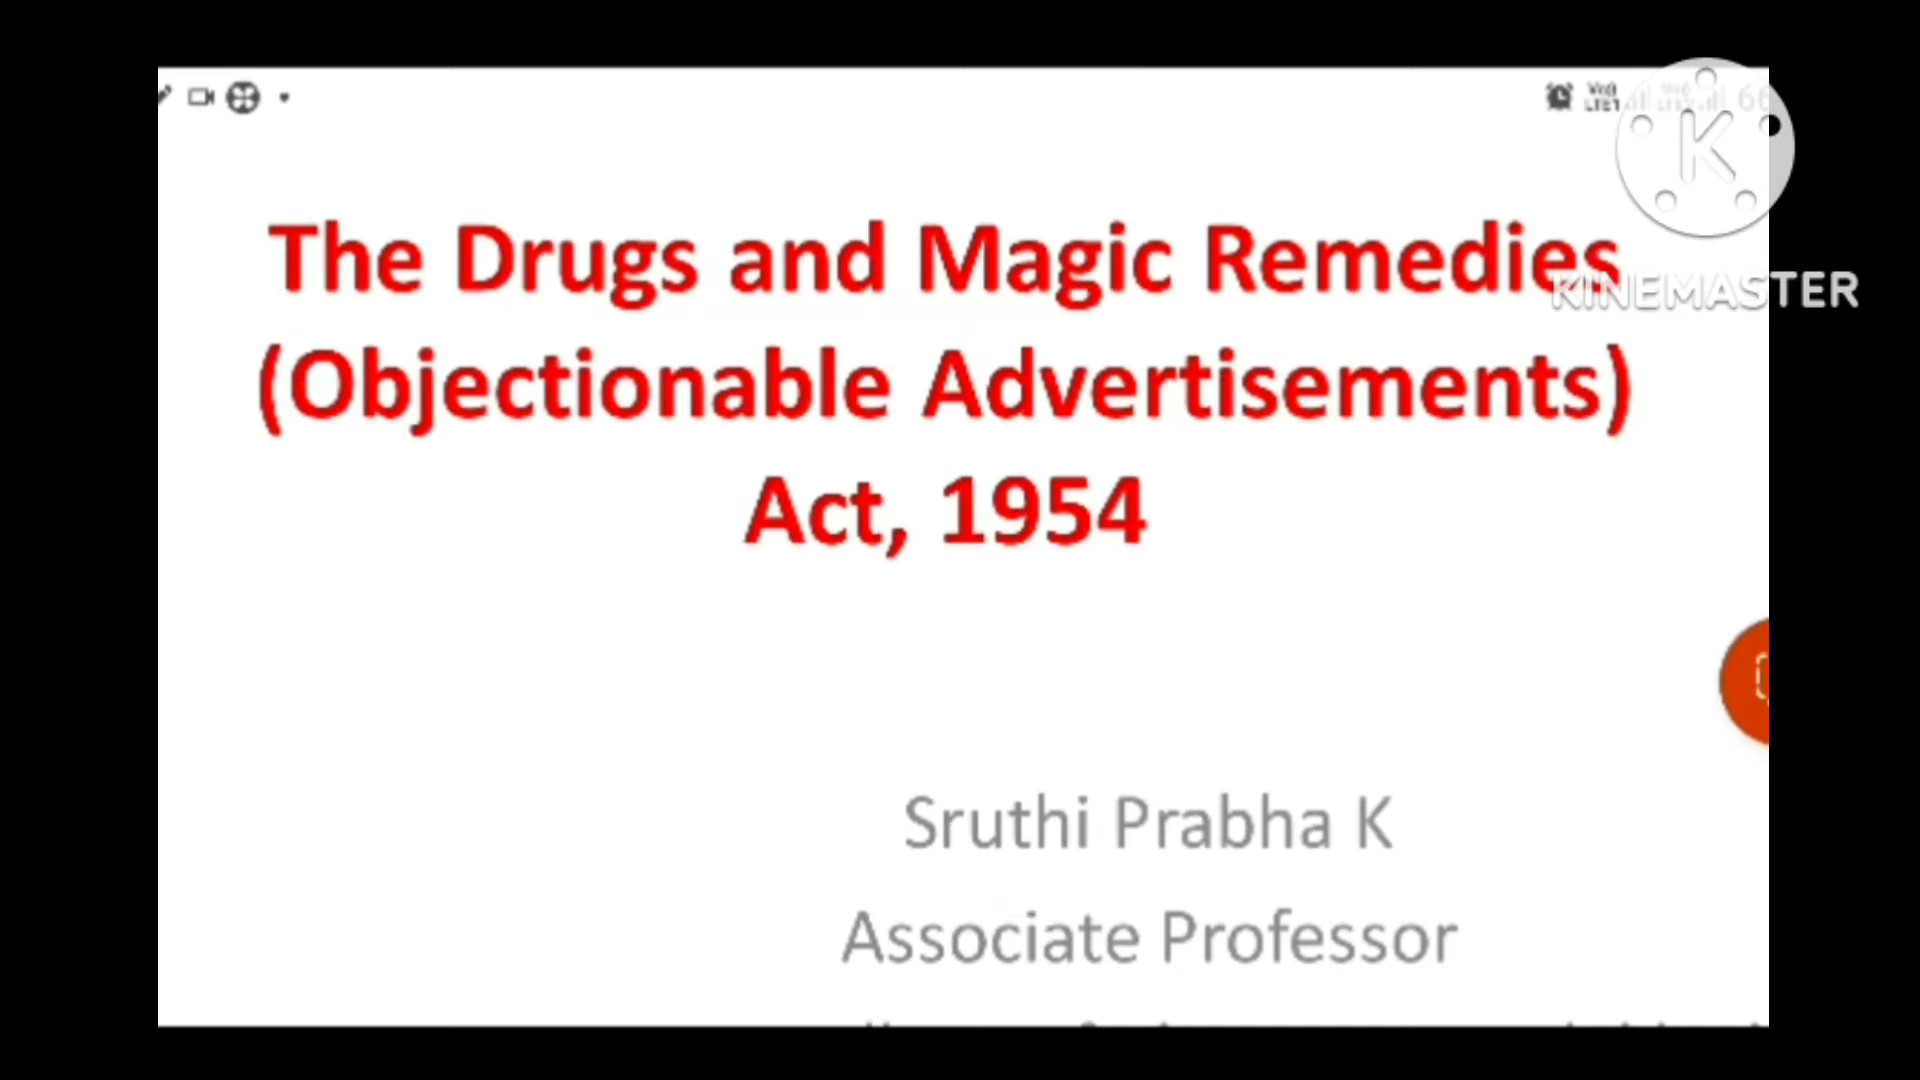 The Drugs and Magic Remedies
(Objectionable Advertisements)
Act, 1954
KINEMASTER
Sruthi Prabha K
Associate Professor